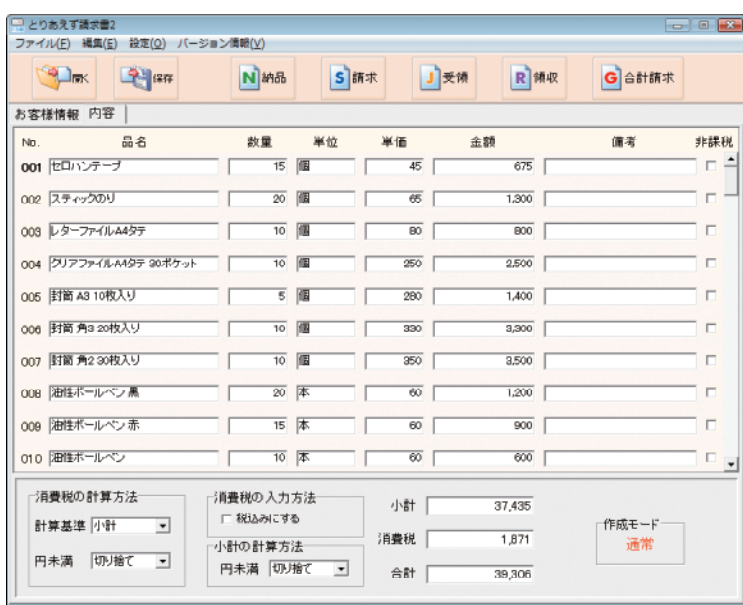 とりあえず請求書2
ファイル(F) 編集(E) 設定(O) バージョン情報(V)
開く 保存 N 納品 S 請求 J 受領 R 領収 G 合計請求
お客様情報 内容
No. 品名 数量 単位 単価 金額 備考 非課税
001 セロハンテープ 15 個 45 675
002 スティックのり 20 個 65 1,300
003 レターファイルA4タテ 10 個 80 800
004 クリアファイルA4タテ 30ポケット 10 個 250 2,500
005 封筒 A3 10枚入り 5 個 280 1,400
006 封筒 角3 20枚入り 10 個 330 3,300
007 封筒 角2 30枚入り 10 個 350 3,500
008 油性ボールペン 黒 20 本 60 1,200
009 油性ボールペン 赤 15 本 60 900
010 油性ボールペン 10 本 60 600
消費税の計算方法 消費税の入力方法 小計 37,435
計算基準 小計 税込みにする 消費税 1,871 作成モード
小計の計算方法 通常
円未満 切り捨て 円未満 切り捨て 合計 39,306